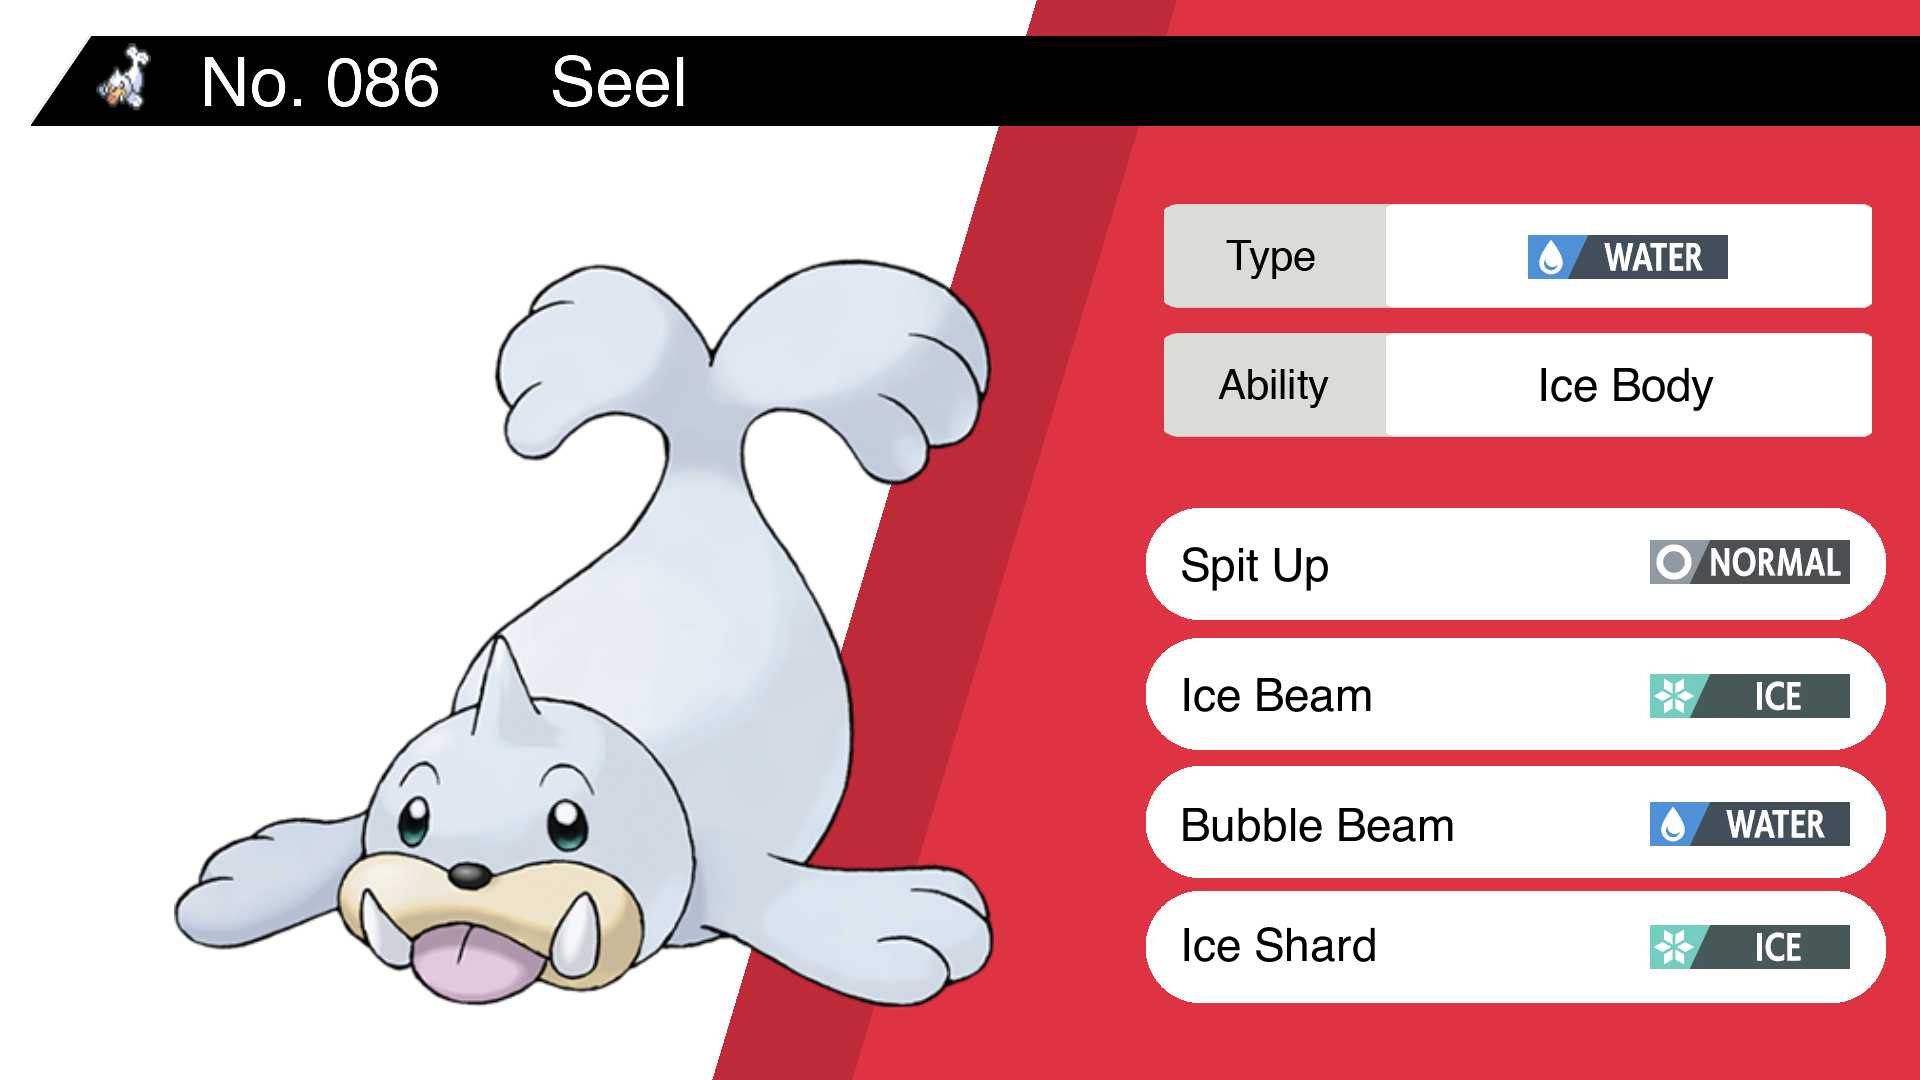 No. 086 Seel
Type WATER
Ability Ice Body
Spit Up NORMAL
Ice Beam ICE
Bubble Beam WATER
Ice Shard ICE